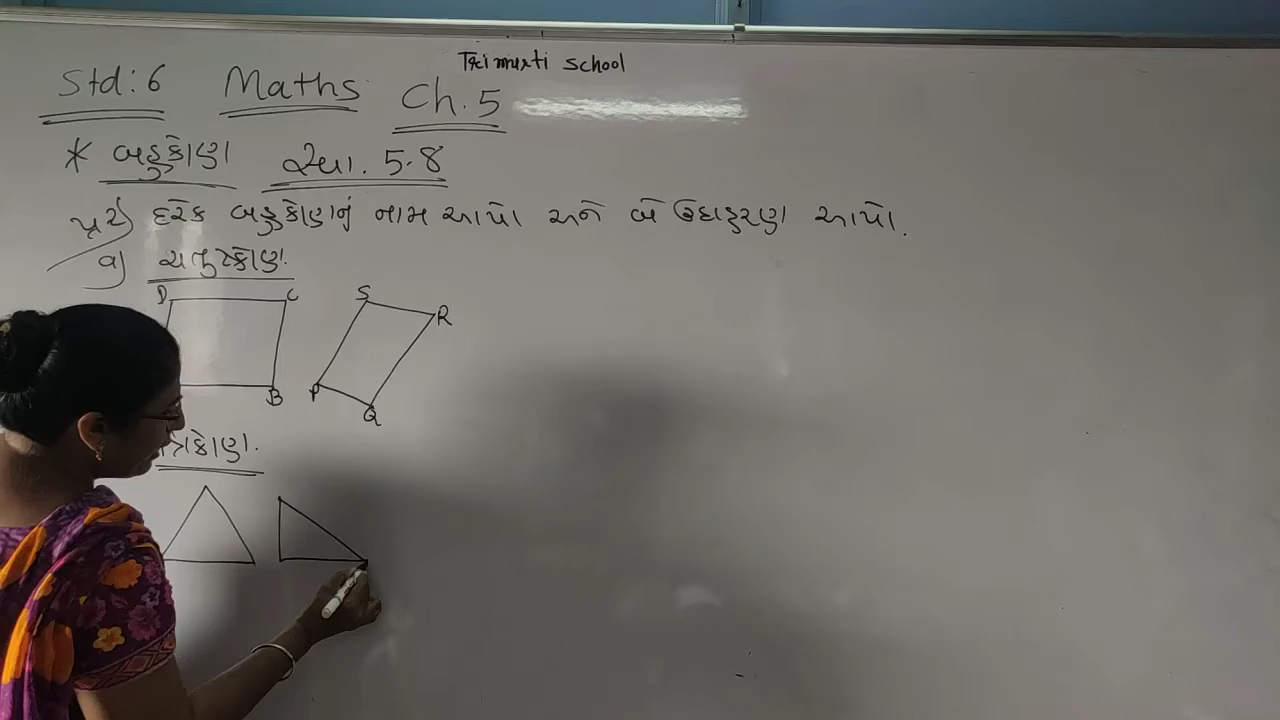 Trimurti school
Std: 6 Maths Ch. 5
* બહુકોણ સ્વા. 5.8
પ્ર ૨) દરેક બહુકોણનું નામ આપો અને બે ઉદાહરણ આપો.
a) ચતુષ્કોણ.
D C S R
B P Q
ત્રિકોણ.